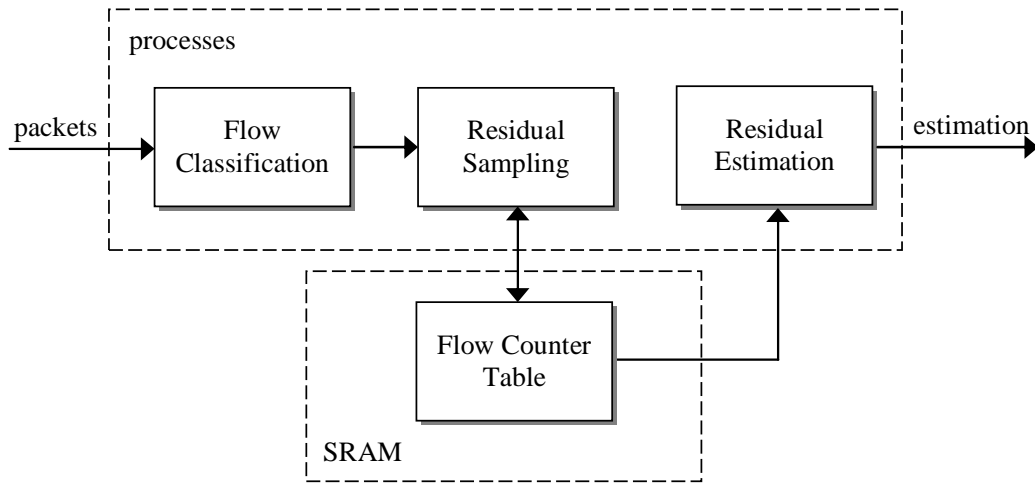 processes
packets
Flow
Classification
Residual
Sampling
Residual
Estimation
estimation
Flow Counter
Table
SRAM